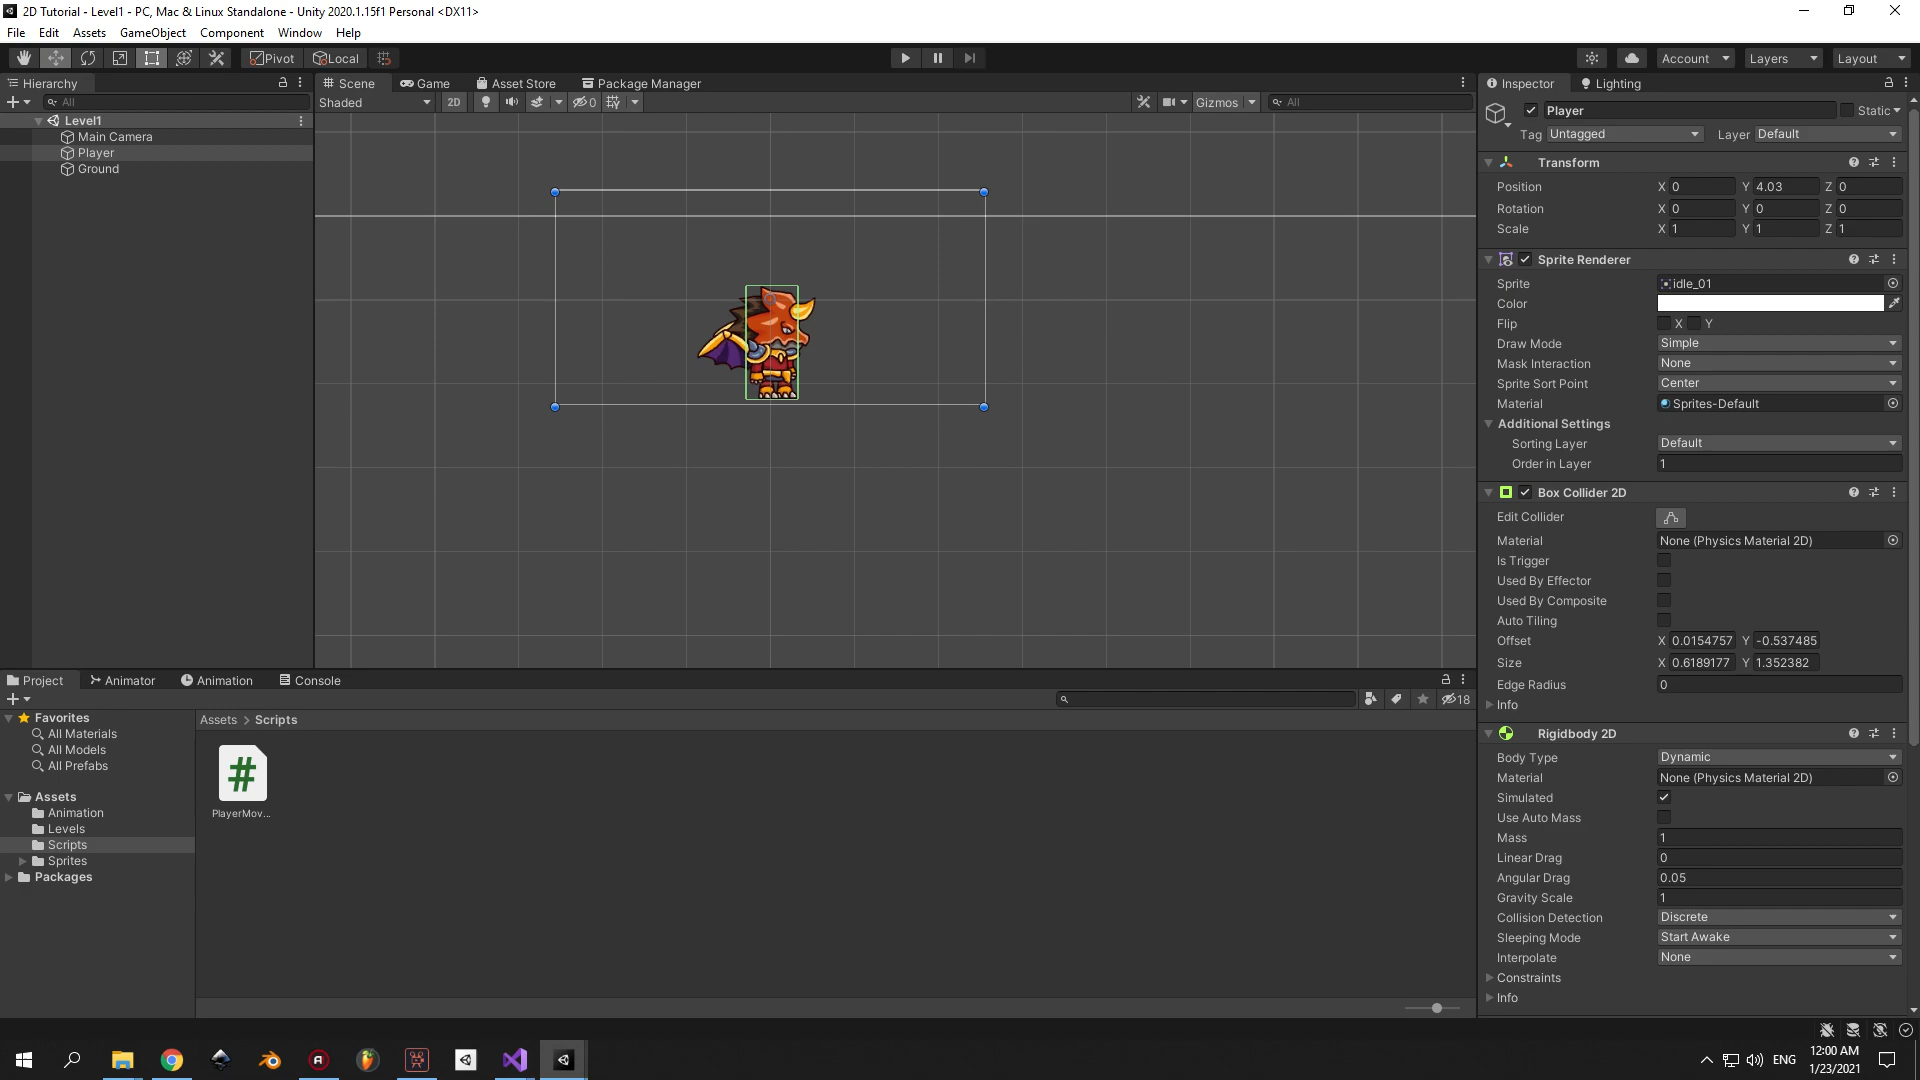 2D Tutorial - Level1 - PC, Mac & Linux Standalone - Unity 2020.1.15f1 Personal <DX11>
File Edit Assets GameObject Component Window Help
Pivot Local Account Layers Layout
Hierarchy
All
Level1
Main Camera
Player
Ground
Scene Game Asset Store Package Manager
Shaded 2D 0 Gizmos All
Inspector Lighting
Player Static
Tag Untagged Layer Default
Transform
Position X 0 Y 4.03 Z 0
Rotation X 0 Y 0 Z 0
Scale X 1 Y 1 Z 1
Sprite Renderer
Sprite idle_01
Color
Flip X Y
Draw Mode Simple
Mask Interaction None
Sprite Sort Point Center
Material Sprites-Default
Additional Settings
Sorting Layer Default
Order in Layer 1
Box Collider 2D
Edit Collider
Material None (Physics Material 2D)
Is Trigger
Used By Effector
Used By Composite
Auto Tiling
Offset X 0.0154757 Y -0.537485
Size X 0.6189177 Y 1.352382
Edge Radius 0
Info
Rigidbody 2D
Body Type Dynamic
Material None (Physics Material 2D)
Simulated
Use Auto Mass
Mass 1
Linear Drag 0
Angular Drag 0.05
Gravity Scale 1
Collision Detection Discrete
Sleeping Mode Start Awake
Interpolate None
Constraints
Info
Project Animator Animation Console
18
Favorites
All Materials
All Models
All Prefabs
Assets
Animation
Levels
Scripts
Sprites
Packages
Assets > Scripts
#
PlayerMov...
ENG
12:00 AM
1/23/2021